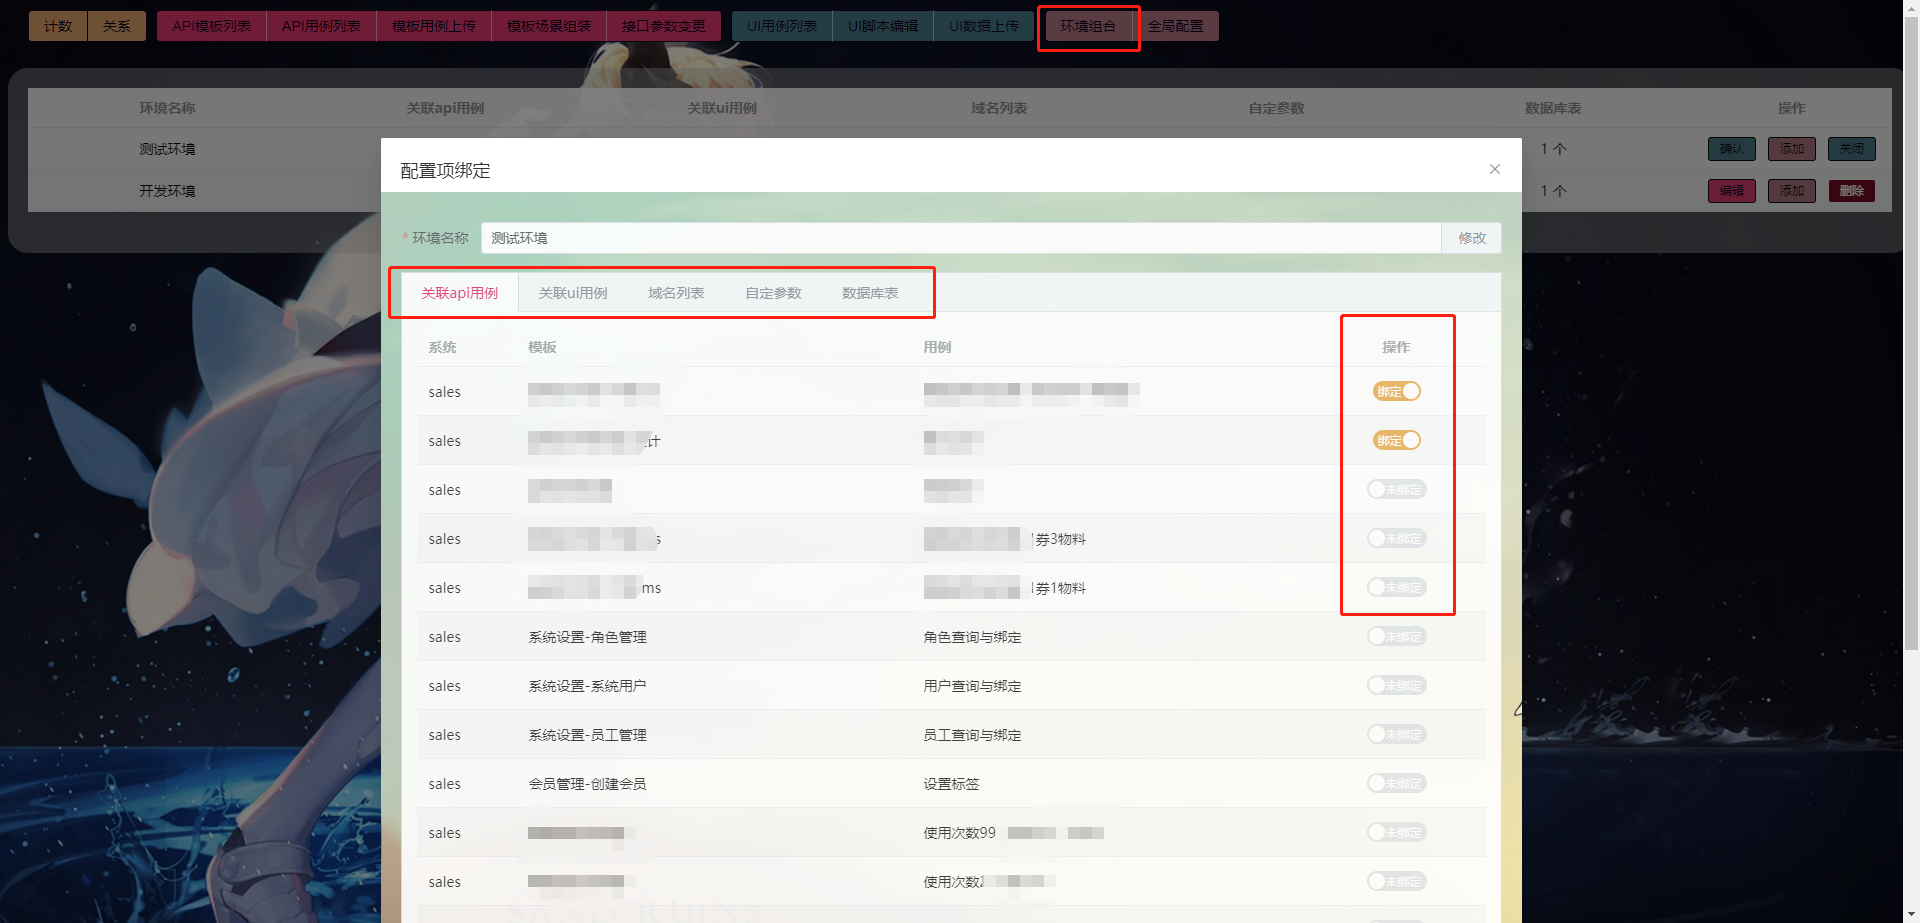 计数 关系 API模板列表 API用例列表 模板用例上传 模板场景组装 接口参数变更 UI用例列表 UI脚本编辑 UI数据上传 环境组合 全局配置
环境名称 关联api用例 关联ui用例 域名列表 自定参数 数据库表 操作
测试环境 1 个 确认 添加 关闭
开发环境 1 个 编辑 添加 删除
配置项绑定
* 环境名称 测试环境 修改
关联api用例 关联ui用例 域名列表 自定参数 数据库表
系统 模板 用例 操作
sales 绑定
sales 计 绑定
sales 未绑定
sales s 券3物料 未绑定
sales ms 券1物料 未绑定
sales 系统设置-角色管理 角色查询与绑定 未绑定
sales 系统设置-系统用户 用户查询与绑定 未绑定
sales 系统设置-员工管理 员工查询与绑定 未绑定
sales 会员管理-创建会员 设置标签 未绑定
sales 使用次数99 未绑定
sales 使用次数 未绑定
SAND RUINS